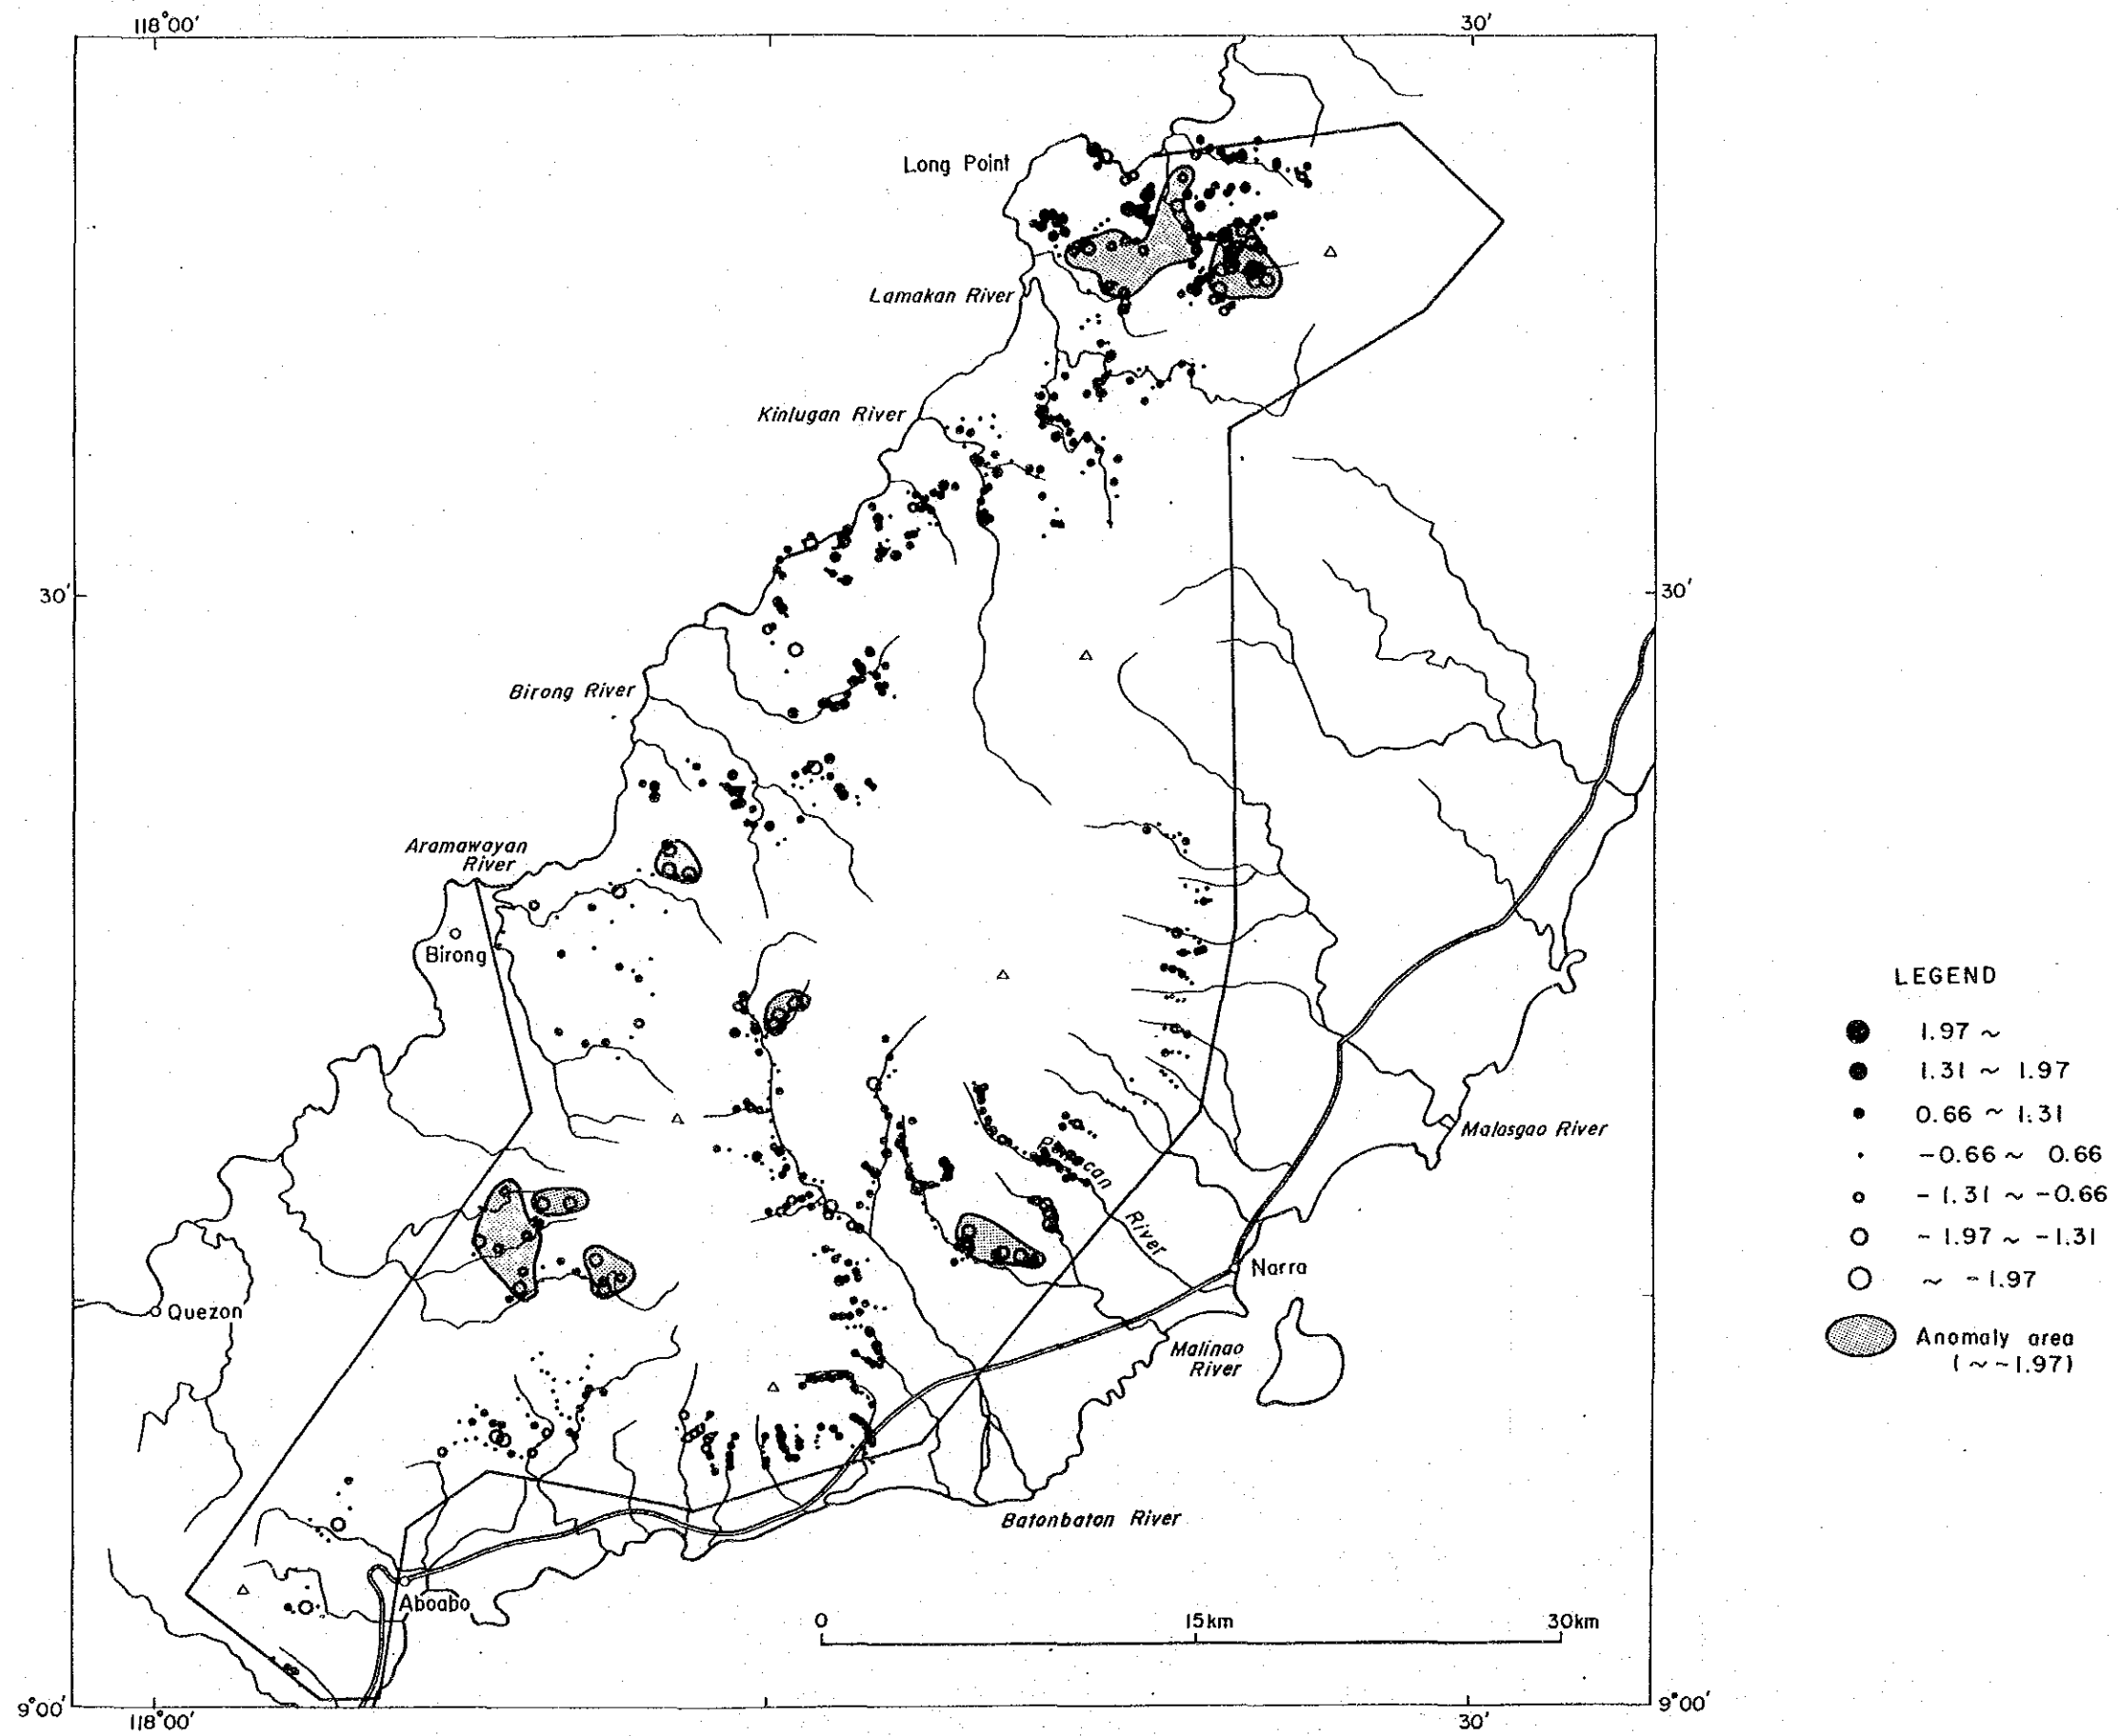 118°00'
30'
Long Point
Lamakan River
Kinlugan River
30'
30'
Birong River
Aramawayan
River
Birong
LEGEND
1.97 ~
1.31 ~ 1.97
0.66 ~ 1.31
-0.66 ~ 0.66
-1.31 ~ -0.66
-1.97 ~ -1.31
~ -1.97
Anomaly area
(~-1.97)
Malasgao River
River
Narra
Quezon
Malinao
River
Batonbaton River
Aboabo
0 15km 30km
9°00'
9°00'
118°00'
30'